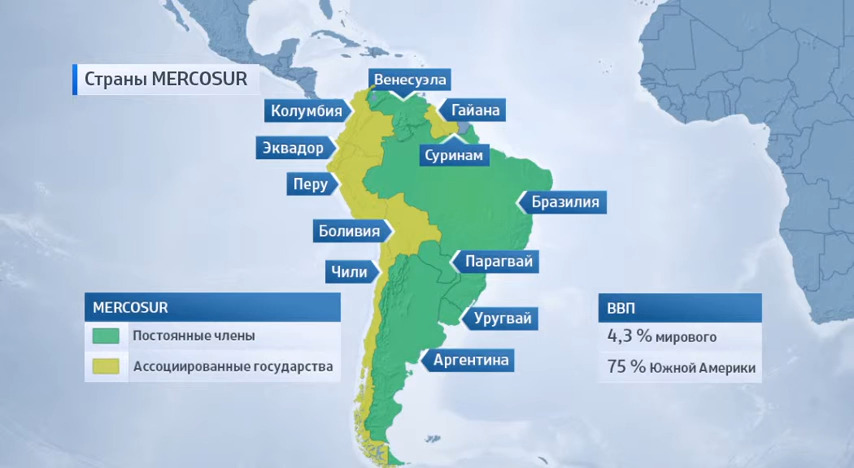 Страны MERCOSUR
Венесуэла
Колумбия
Гайана
Эквадор
Суринам
Перу
Бразилия
Боливия
Парагвай
Чили
MERCOSUR
Постоянные члены
Ассоциированные государства
Уругвай
Аргентина
ВВП
4,3 % мирового
75 % Южной Америки